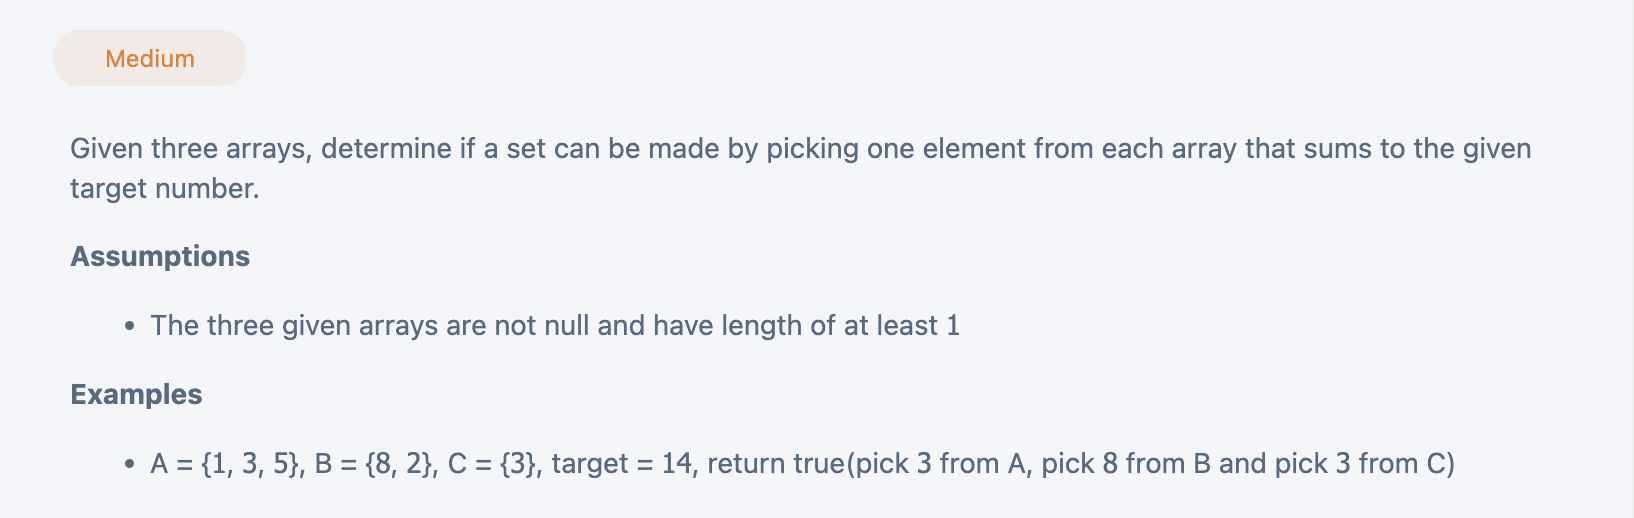 Medium
Given three arrays, determine if a set can be made by picking one element from each array that sums to the given
target number.
Assumptions
• The three given arrays are not null and have length of at least 1
Examples
• A = {1, 3, 5}, B = {8, 2}, C = {3}, target = 14, return true(pick 3 from A, pick 8 from B and pick 3 from C)